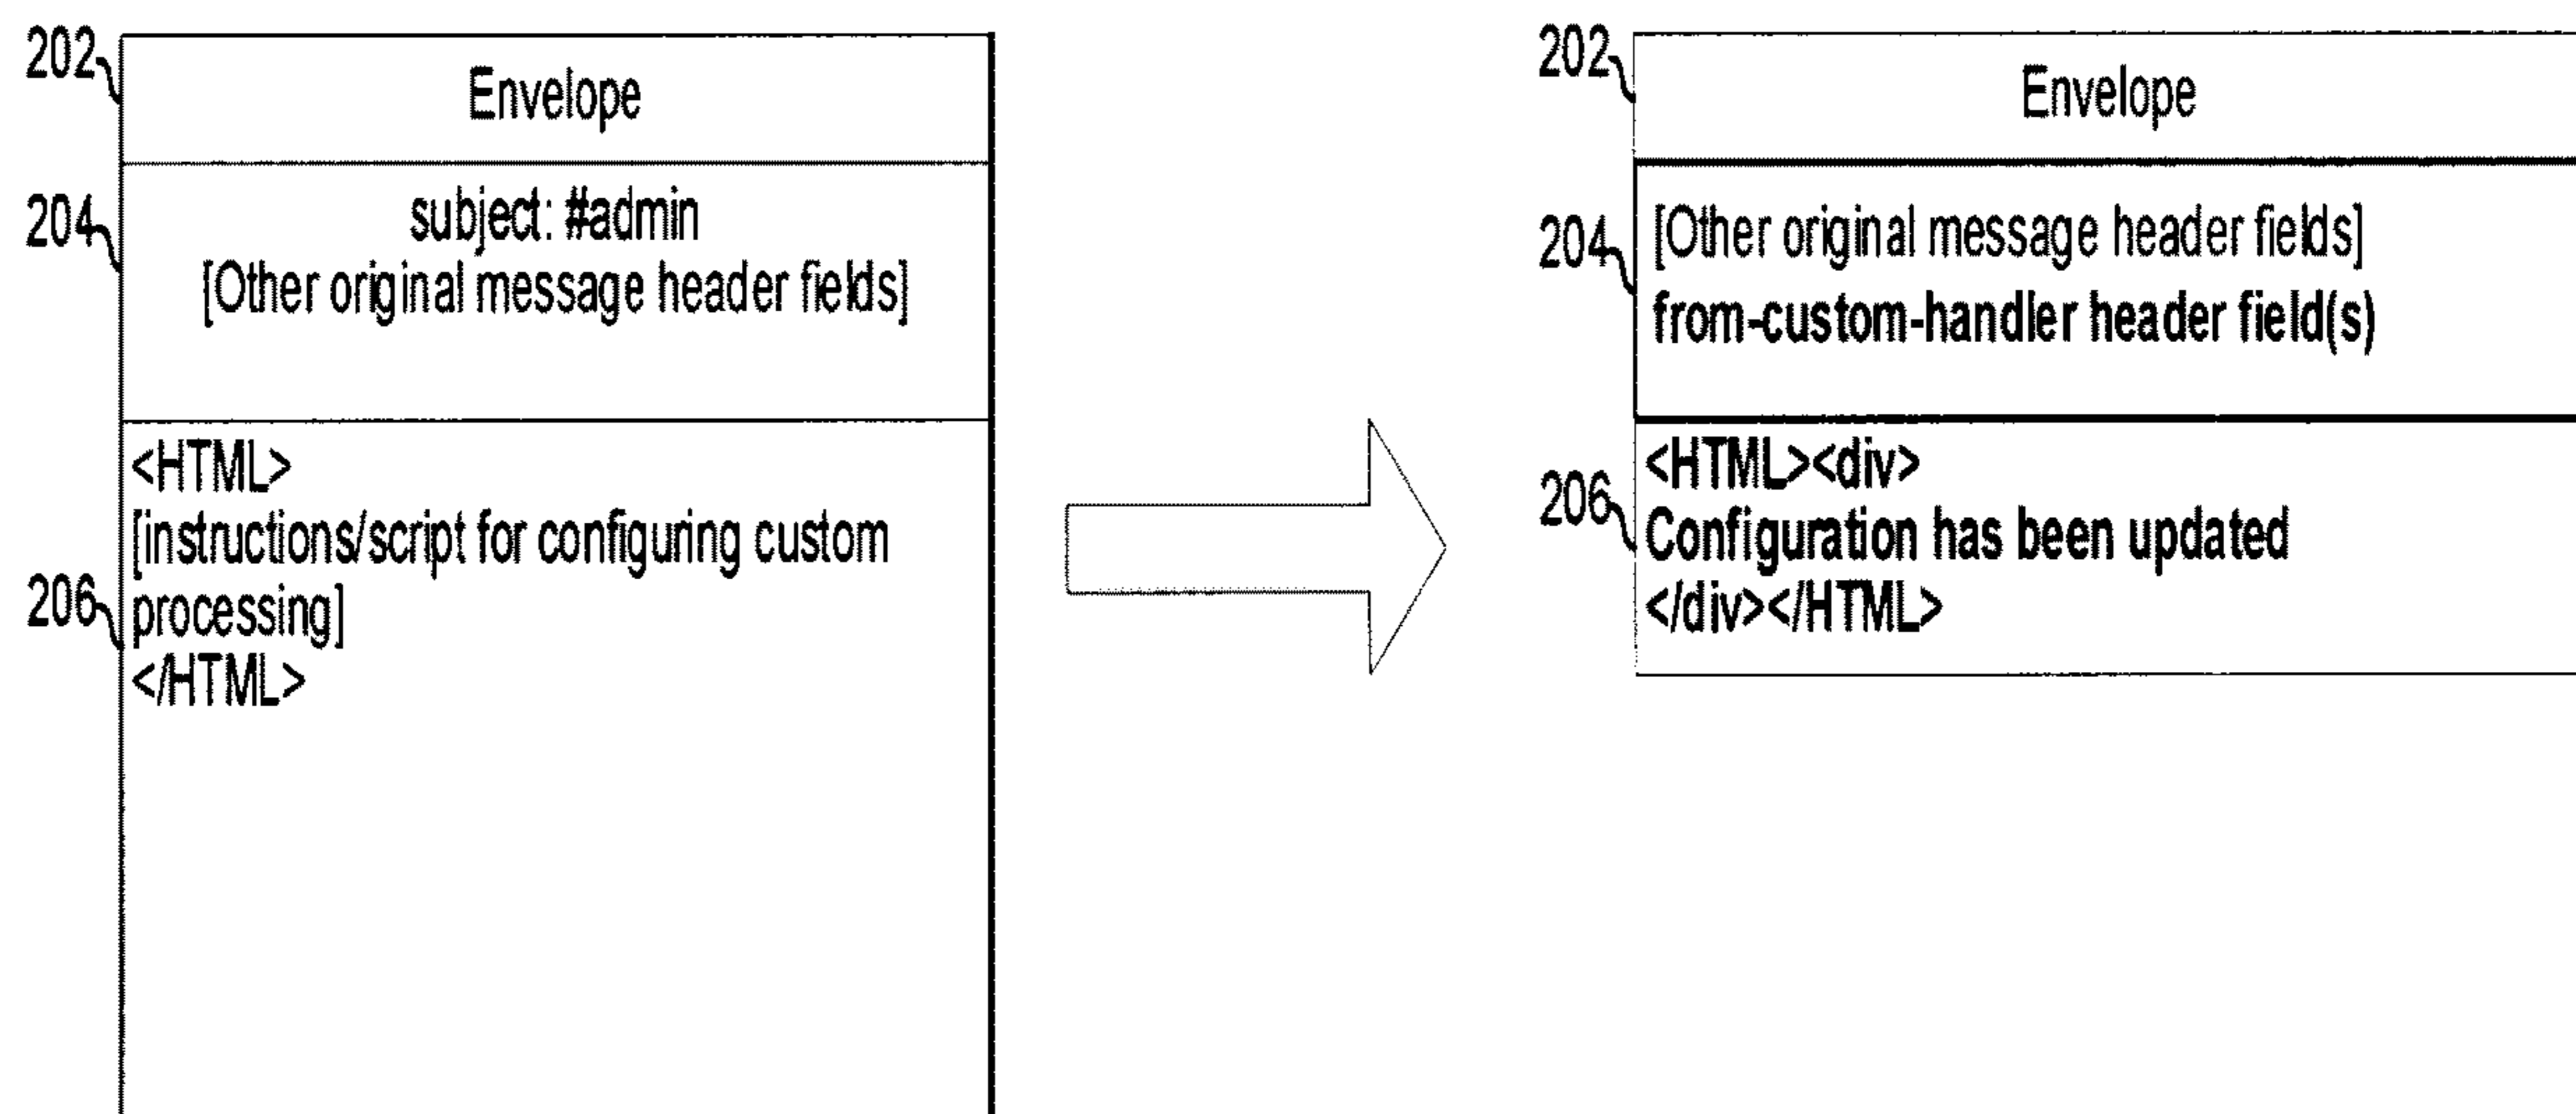 202
Envelope
204
subject: #admin
[Other original message header fields]
206
<HTML>
[instructions/script for configuring custom
processing]
</HTML>
202
Envelope
204
[Other original message header fields]
from-custom-handler header field(s)
206
<HTML><div>
Configuration has been updated
</div></HTML>